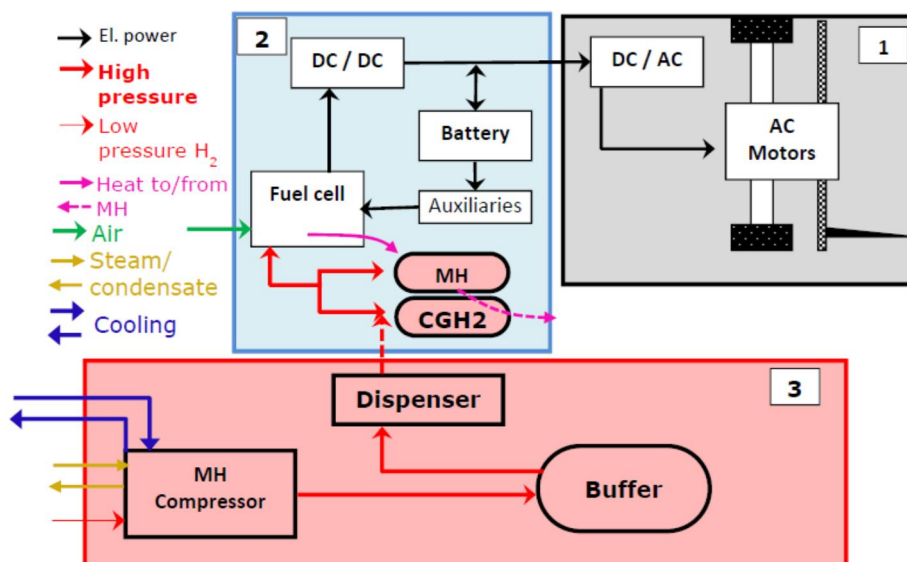 El. power
High
pressure
Low
pressure H2
Heat to/from
MH
Air
Steam/
condensate
Cooling
2
DC / DC
Battery
Fuel cell
Auxiliaries
MH
CGH2
DC / AC
1
AC
Motors
3
Dispenser
MH
Compressor
Buffer